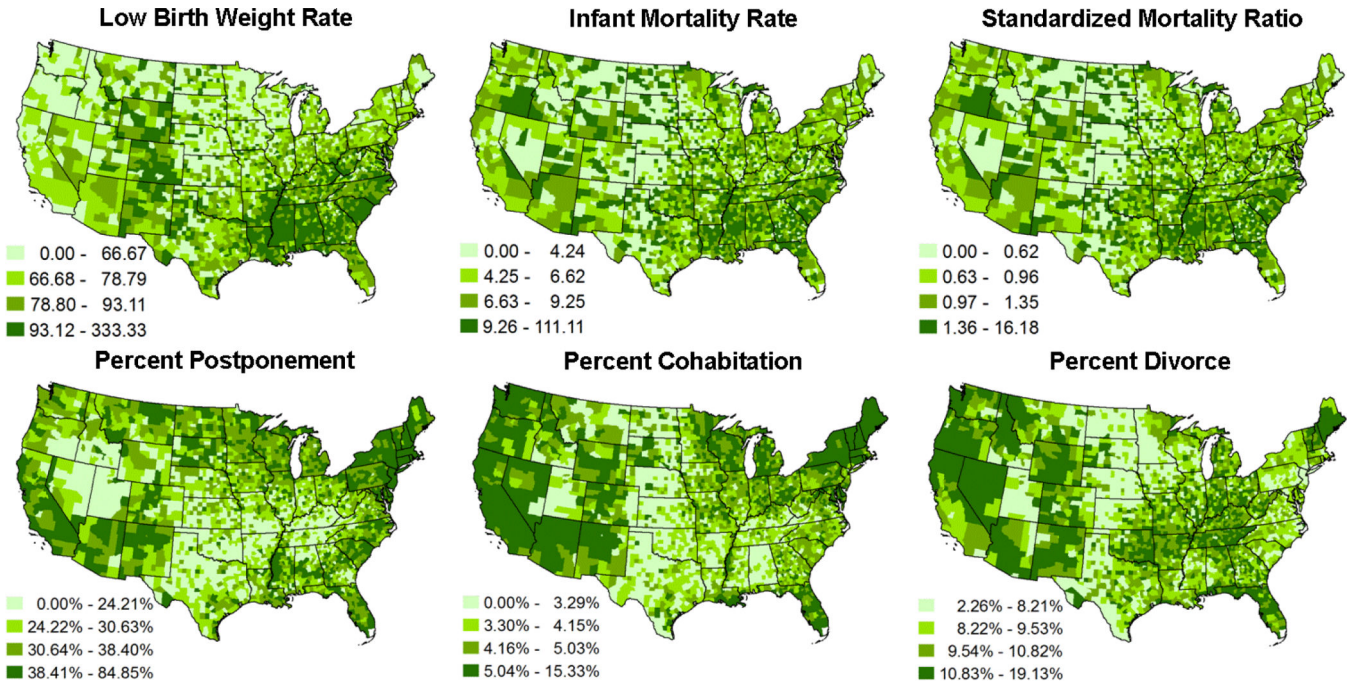 Low Birth Weight Rate
0.00 - 66.67
66.68 - 78.79
78.80 - 93.11
93.12 - 333.33
Infant Mortality Rate
0.00 - 4.24
4.25 - 6.62
6.63 - 9.25
9.26 - 111.11
Standardized Mortality Ratio
0.00 - 0.62
0.63 - 0.96
0.97 - 1.35
1.36 - 16.18
Percent Postponement
0.00% - 24.21%
24.22% - 30.63%
30.64% - 38.40%
38.41% - 84.85%
Percent Cohabitation
0.00% - 3.29%
3.30% - 4.15%
4.16% - 5.03%
5.04% - 15.33%
Percent Divorce
2.26% - 8.21%
8.22% - 9.53%
9.54% - 10.82%
10.83% - 19.13%